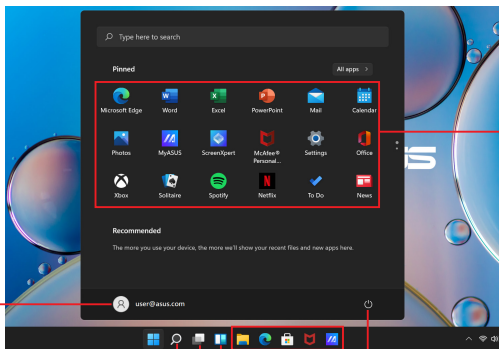 Type here to search
Pinned All apps >
Microsoft Edge Word Excel PowerPoint Mail Calendar
Photos MyASUS ScreenXpert McAfee® Settings Office
Personal...
Xbox Solitaire Spotify Netflix To Do News
Recommended
The more you use your device, the more we'll show your recent files and new apps here.
user@asus.com